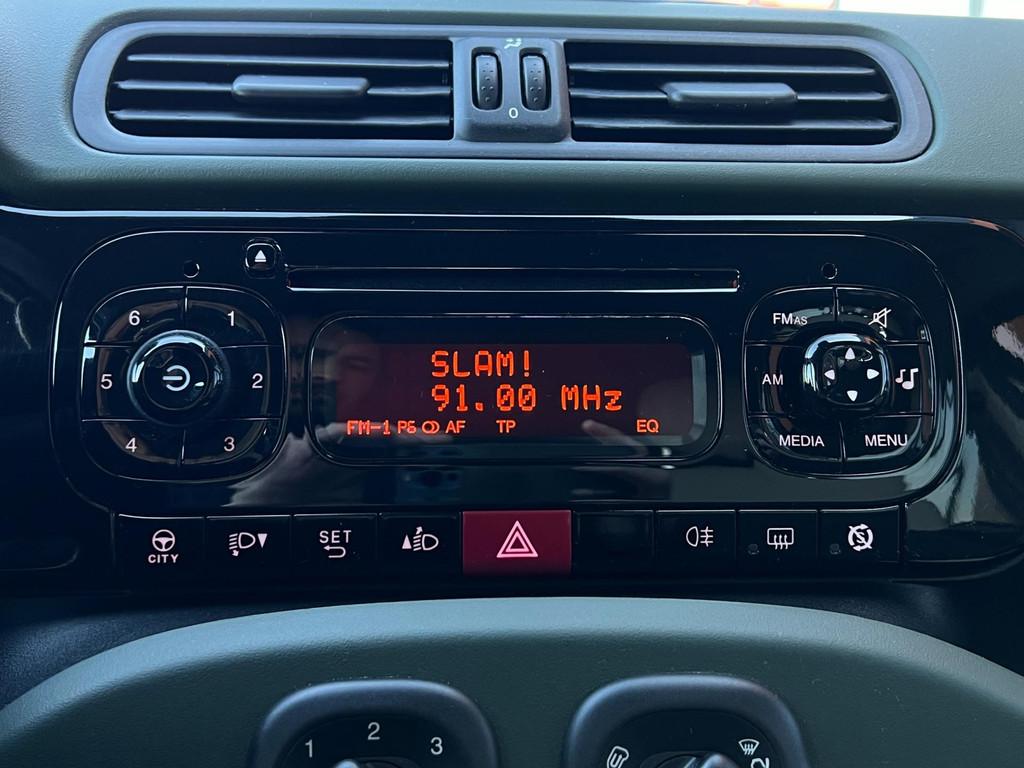 0
6 1
5 2
4 3
SLAM!
91.00 MHz
FM-1 P6 AF TP EQ
FMAS
AM
MEDIA MENU
CITY
SET
1 2 3
2